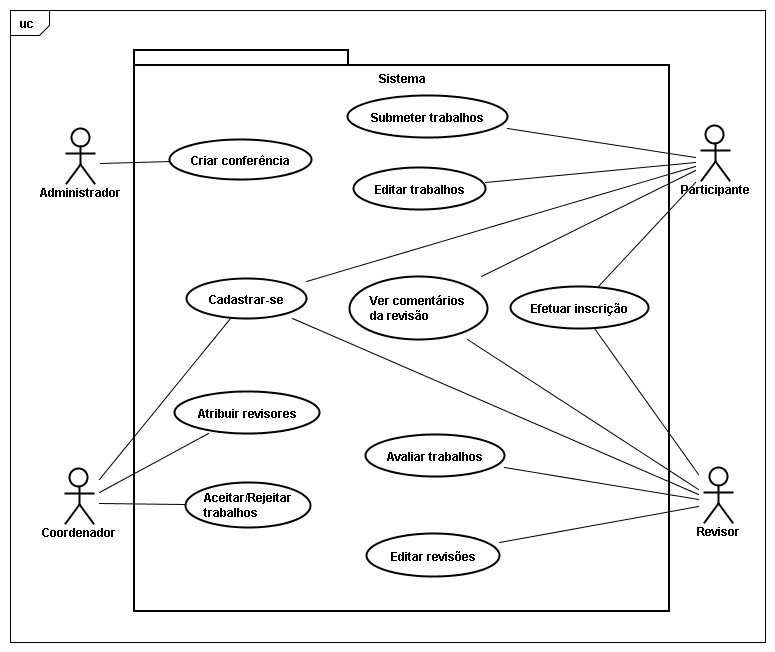 uc
Sistema
Submeter trabalhos
Criar conferência
Editar trabalhos
Administrador
Participante
Cadastrar-se
Ver comentários
da revisão
Efetuar inscrição
Atribuir revisores
Avaliar trabalhos
Aceitar/Rejeitar
trabalhos
Coordenador
Revisor
Editar revisões